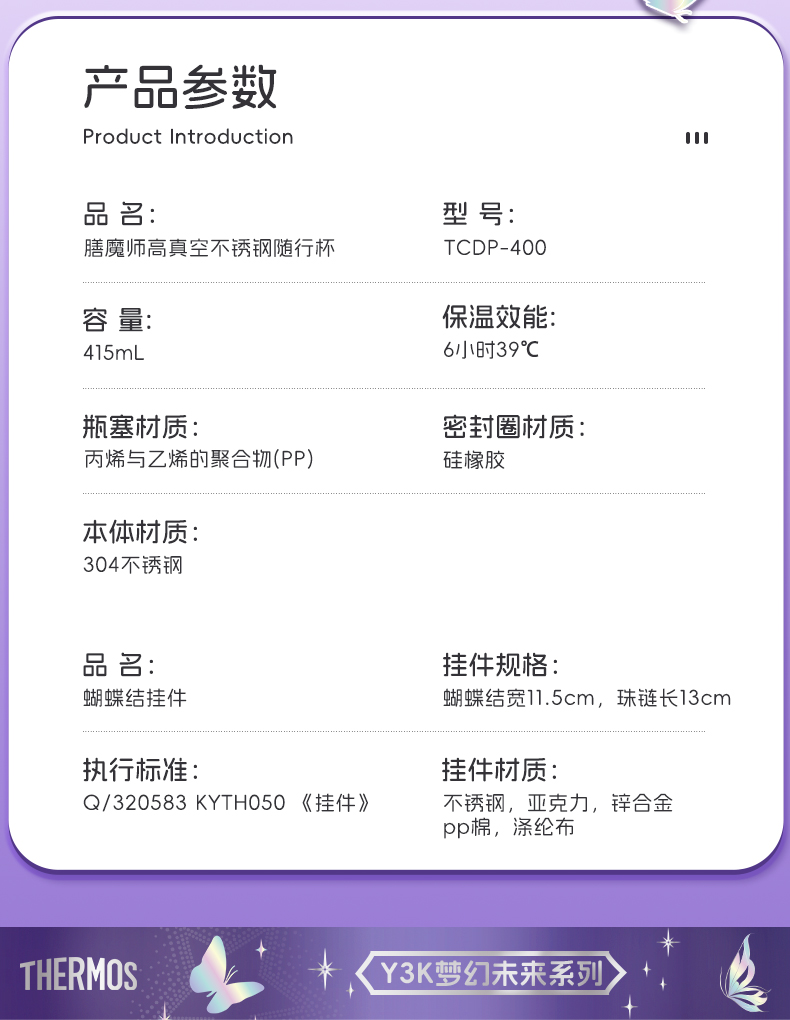 产品参数
Product Introduction
品 名：
膳魔师高真空不锈钢随行杯
型 号：
TCDP-400
容 量：
415mL
保温效能：
6小时39℃
瓶塞材质：
丙烯与乙烯的聚合物(PP)
密封圈材质：
硅橡胶
本体材质：
304不锈钢
品 名：
蝴蝶结挂件
挂件规格：
蝴蝶结宽11.5cm，珠链长13cm
执行标准：
Q/320583 KYTH050 《挂件》
挂件材质：
不锈钢，亚克力，锌合金
pp棉，涤纶布
THERMOS
Y3K梦幻未来系列